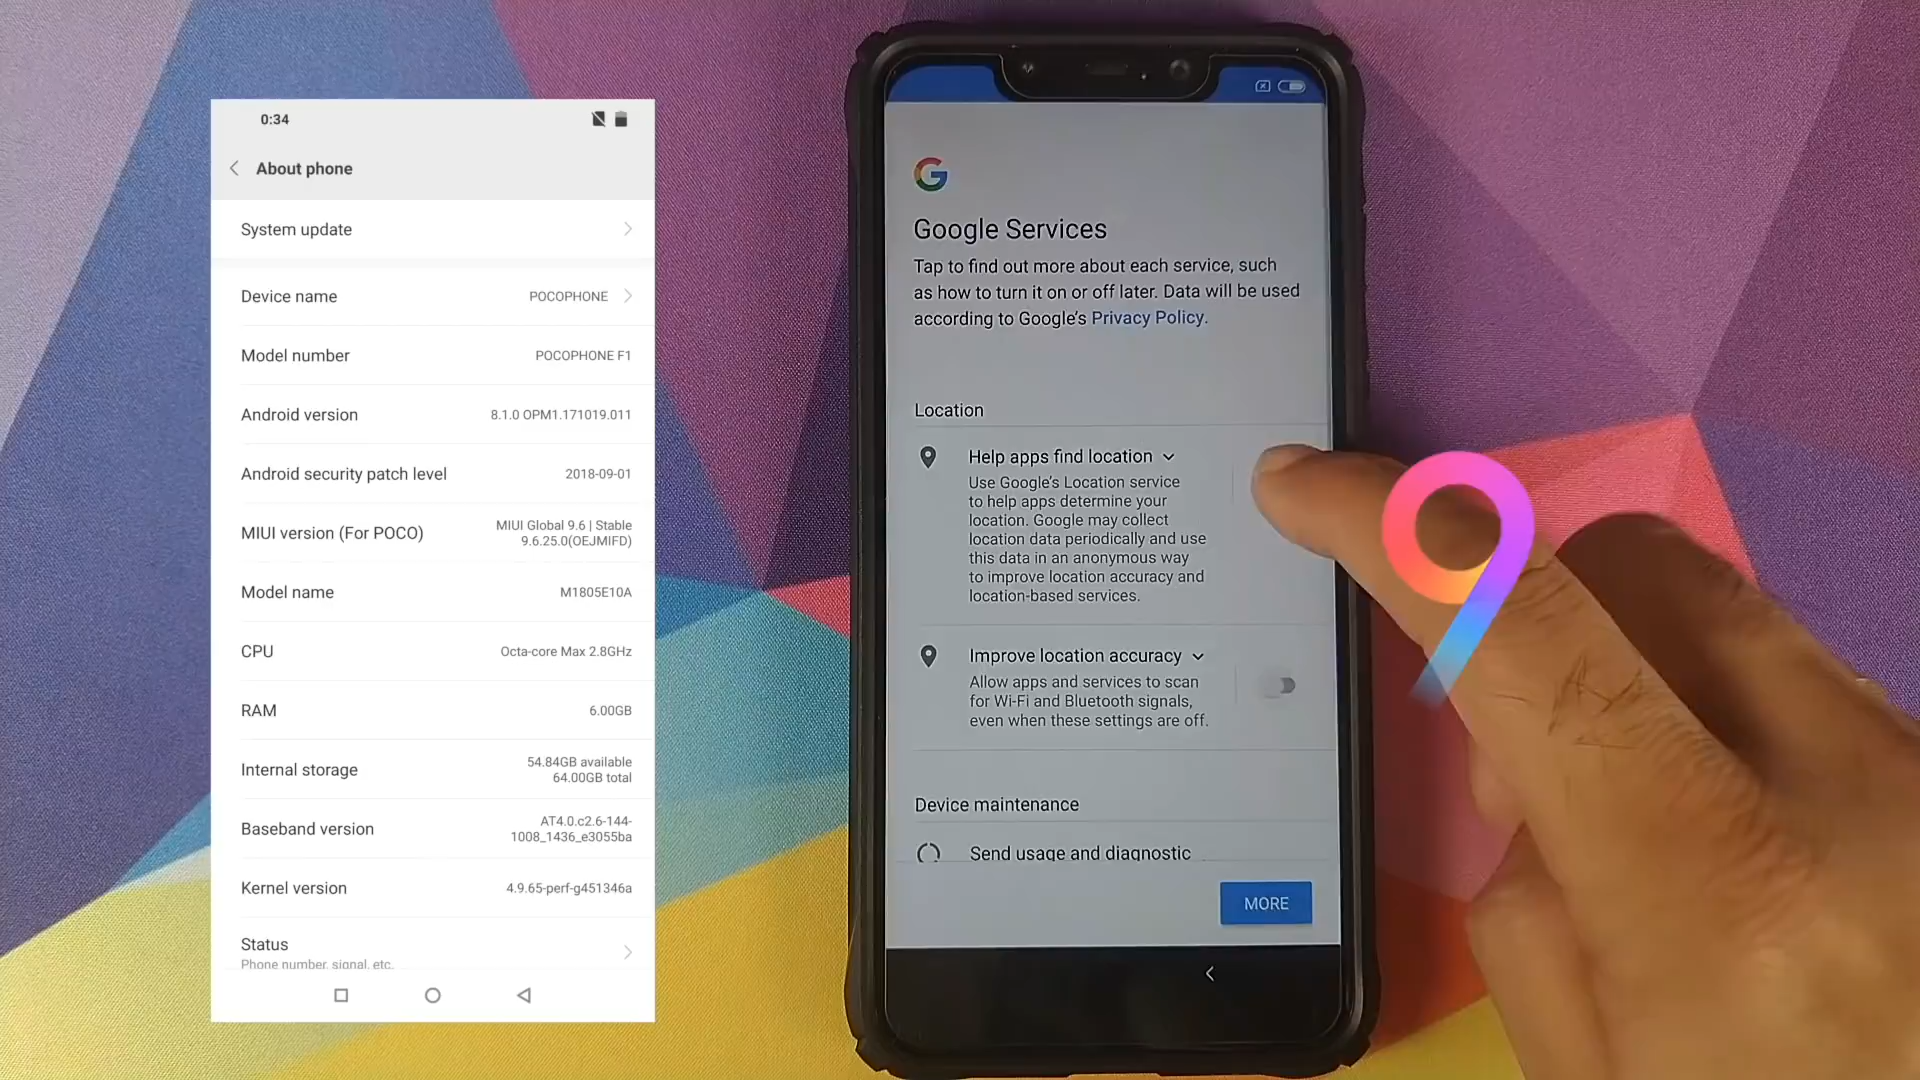 0:34
About phone
System update
Device name
POCOPHONE
Model number
POCOPHONE F1
Android version
8.1.0 OPM1.171019.011
Android security patch level
2018-09-01
MIUI version (For POCO)
MIUI Global 9.6 | Stable
9.6.25.0(OEJMIFD)
Model name
M1805E10A
CPU
Octa-core Max 2.8GHz
RAM
6.00GB
Internal storage
54.84GB available
64.00GB total
Baseband version
AT4.0.c2.6-144-
1008_1436_e3055ba
Kernel version
4.9.65-perf-g451346a
Status
Phone number, signal, etc.
G
Google Services
Tap to find out more about each service, such
as how to turn it on or off later. Data will be used
according to Google's Privacy Policy.
Location
Help apps find location
Use Google's Location service
to help apps determine your
location. Google may collect
location data periodically and use
this data in an anonymous way
to improve location accuracy and
location-based services.
Improve location accuracy
Allow apps and services to scan
for Wi-Fi and Bluetooth signals,
even when these settings are off.
Device maintenance
Send usage and diagnostic
MORE
9